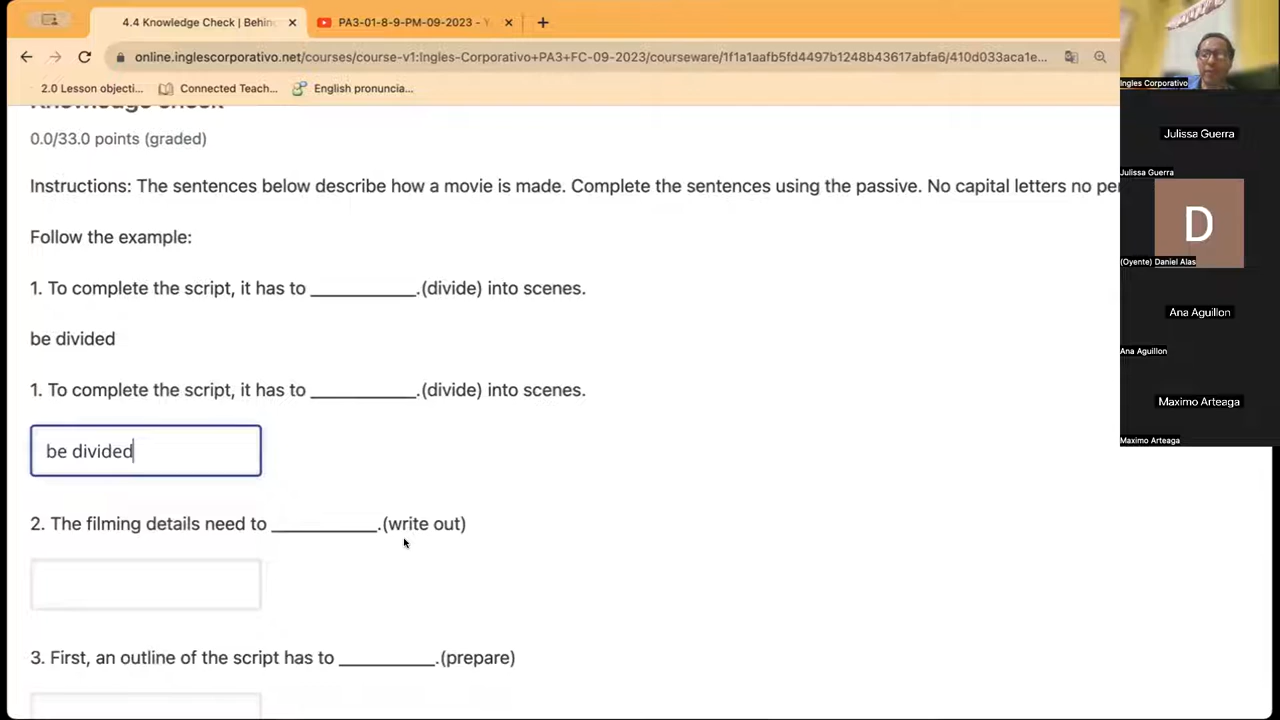 4.4 Knowledge Check | Behin
PA3-01-8-9-PM-09-2023 - Y
online.inglescorporativo.net/courses/course-v1:Ingles-Corporativo+PA3+FC-09-2023/courseware/1f1a1aafb5fd4497b1248b43617abfa6/410d033aca1e...
2.0 Lesson objecti... Connected Teach... English pronuncia...
Knowledge check
0.0/33.0 points (graded)
Instructions: The sentences below describe how a movie is made. Complete the sentences using the passive. No capital letters no per
Follow the example:
1. To complete the script, it has to ___________.(divide) into scenes.
be divided
1. To complete the script, it has to ___________.(divide) into scenes.
be divided
2. The filming details need to ___________.(write out)
3. First, an outline of the script has to __________.(prepare)
Ingles Corporativo
Julissa Guerra
Julissa Guerra
D
(Oyente) Daniel Alas
Ana Aguillon
Ana Aguillon
Maximo Arteaga
Maximo Arteaga